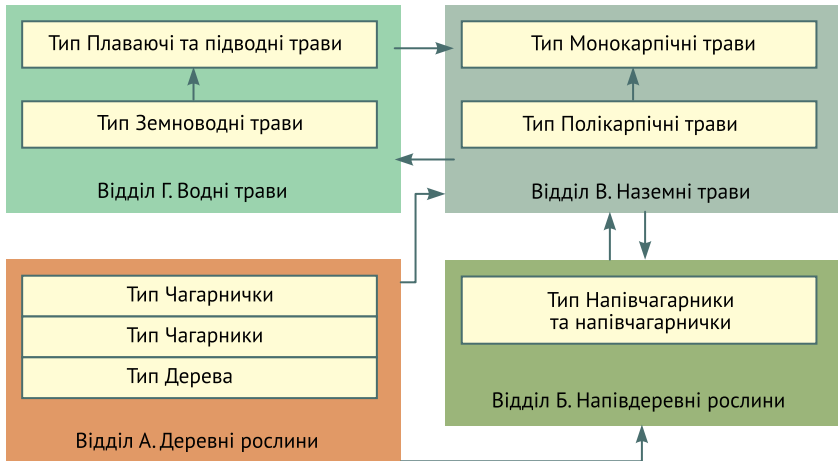 Тип Плаваючі та підводні трави
Тип Земноводні трави
Відділ Г. Водні трави
Тип Монокарпічні трави
Тип Полікарпічні трави
Відділ В. Наземні трави
Тип Чагарнички
Тип Чагарники
Тип Дерева
Відділ А. Деревні рослини
Тип Напівчагарники
та напівчагарнички
Відділ Б. Напівдеревні рослини